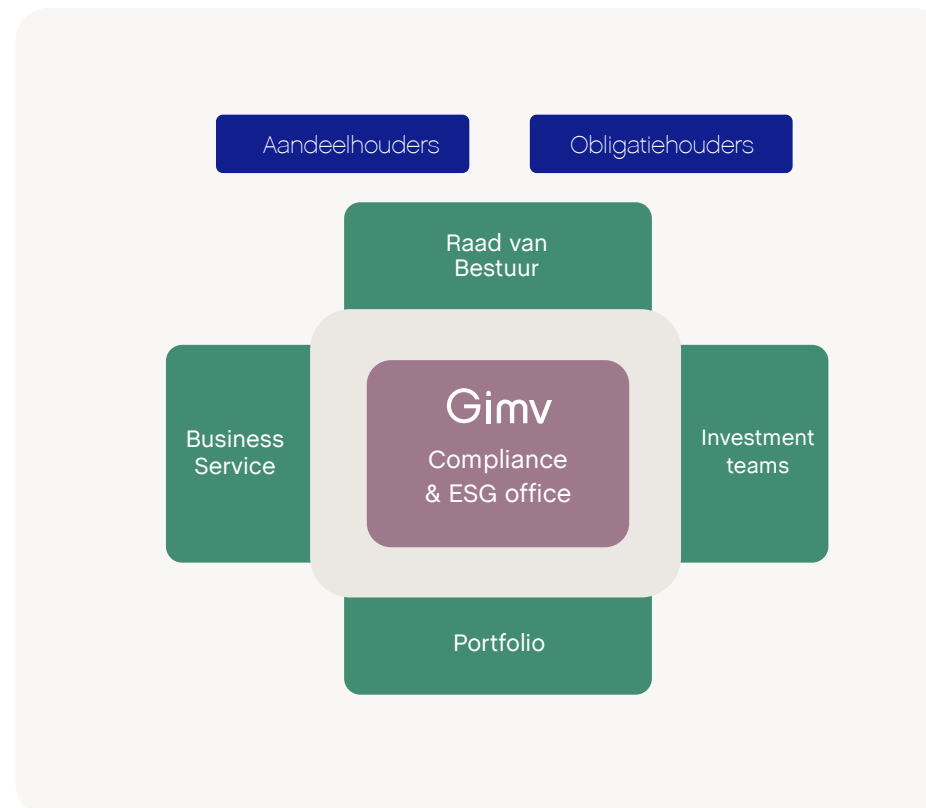 Aandeelhouders
Obligatiehouders
Raad van
Bestuur
Business
Service
Gimv
Compliance
& ESG office
Investment
teams
Portfolio